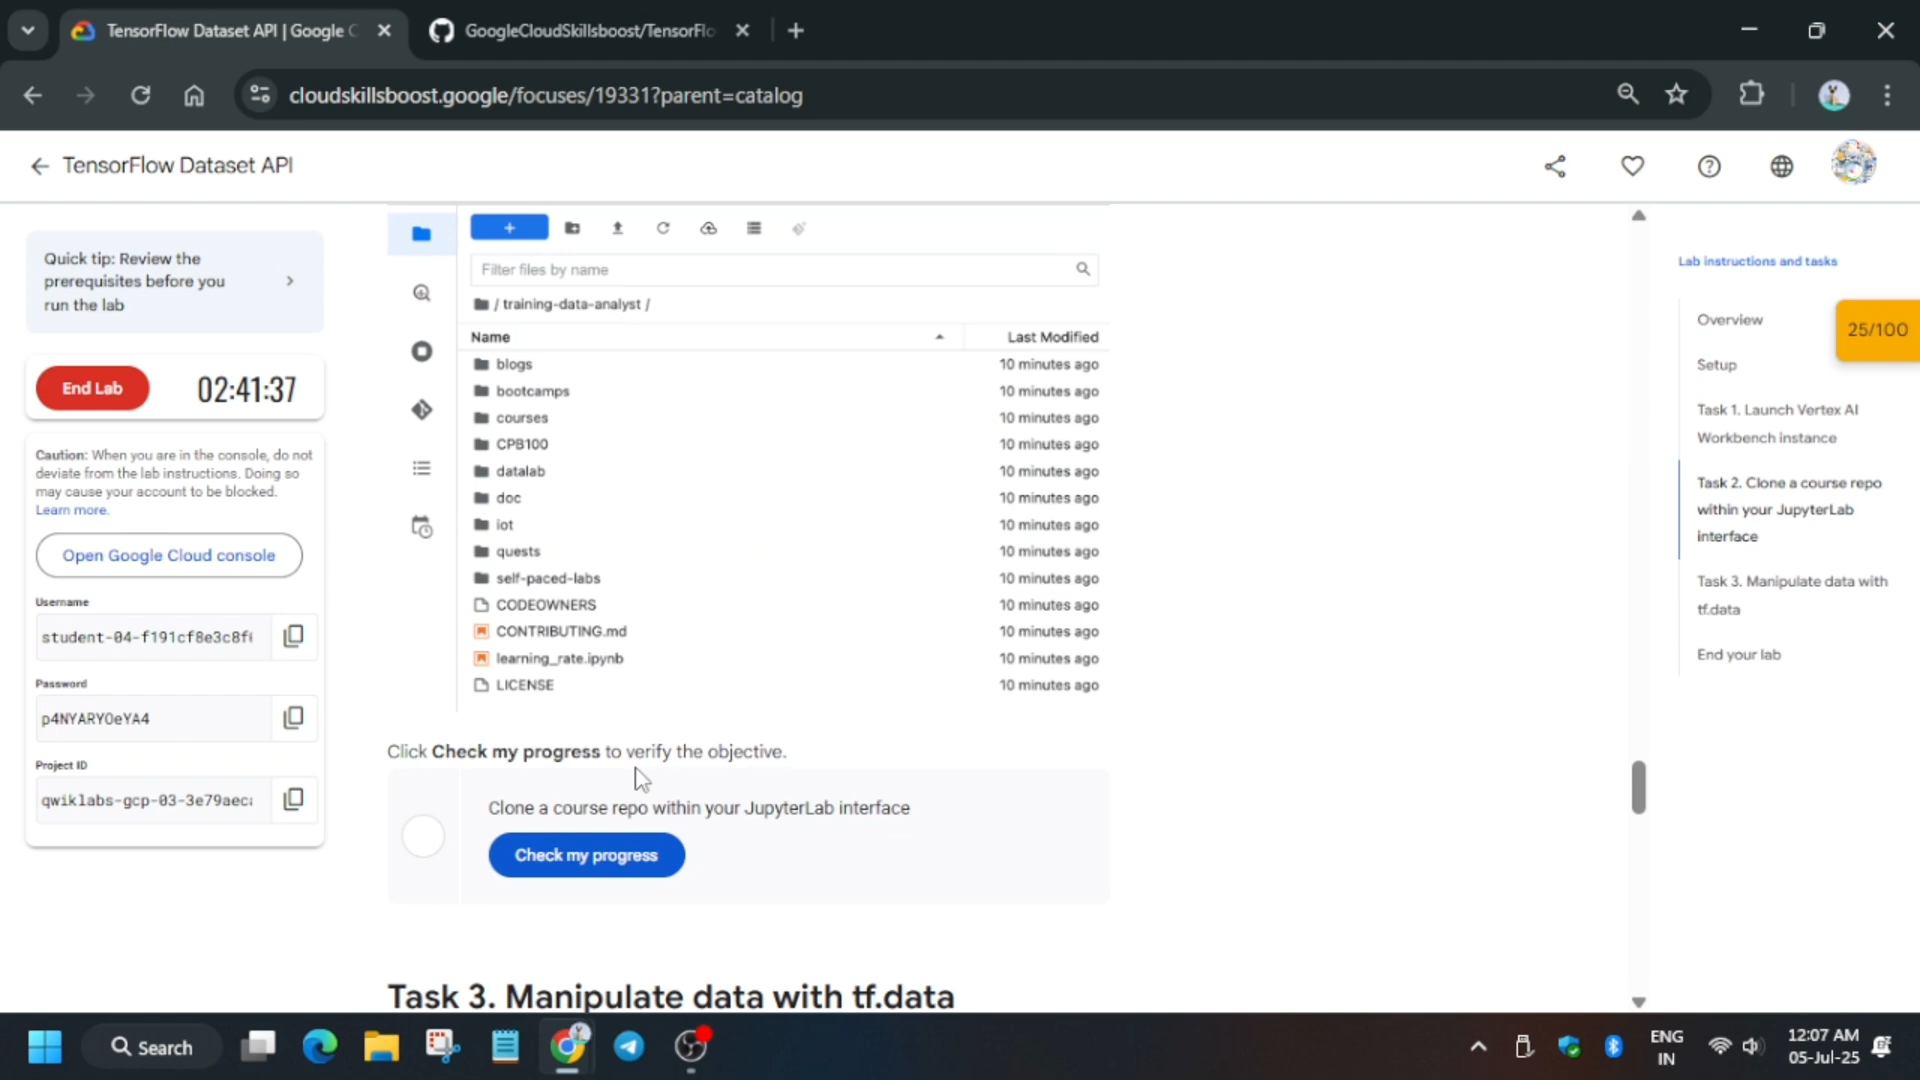 TensorFlow Dataset API | Google C
GoogleCloudSkillsboost/TensorFlo
cloudskillsboost.google/focuses/19331?parent=catalog
TensorFlow Dataset API
Quick tip: Review the
prerequisites before you
run the lab
End Lab
02:41:37
Caution: When you are in the console, do not
deviate from the lab instructions. Doing so
may cause your account to be blocked.
Learn more.
Open Google Cloud console
Username
student-04-f191cf8e3c8f
Password
p4NYARYOeYA4
Project ID
qwiklabs-gcp-03-3e79aec
Filter files by name
/ training-data-analyst /
Name Last Modified
blogs 10 minutes ago
bootcamps 10 minutes ago
courses 10 minutes ago
CPB100 10 minutes ago
datalab 10 minutes ago
doc 10 minutes ago
iot 10 minutes ago
quests 10 minutes ago
self-paced-labs 10 minutes ago
CODEOWNERS 10 minutes ago
CONTRIBUTING.md 10 minutes ago
learning_rate.ipynb 10 minutes ago
LICENSE 10 minutes ago
Click Check my progress to verify the objective.
Clone a course repo within your JupyterLab interface
Check my progress
Task 3. Manipulate data with tf.data
Lab instructions and tasks
Overview
25/100
Setup
Task 1. Launch Vertex AI
Workbench instance
Task 2. Clone a course repo
within your JupyterLab
interface
Task 3. Manipulate data with
tf.data
End your lab
Search
ENG
IN
12:07 AM
05-Jul-25